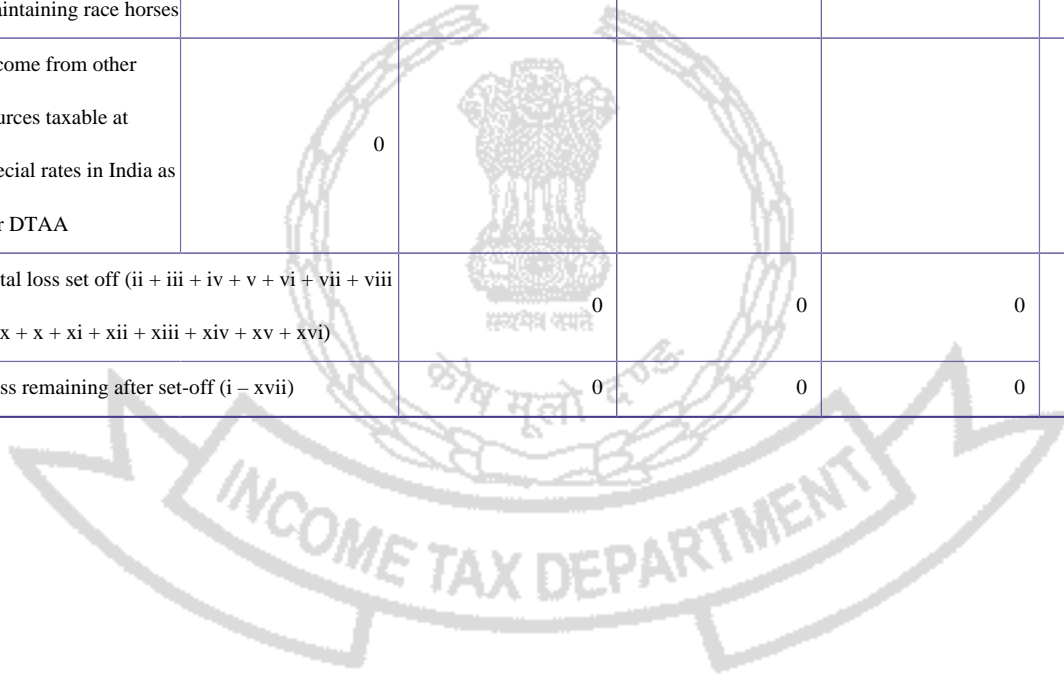 intaining race horses
come from other
urces taxable at
0
ecial rates in India as
r DTAA
tal loss set off (ii + iii + iv + v + vi + vii + viii
0 0 0
x + x + xi + xii + xiii + xiv + xv + xvi)
ss remaining after set-off (i – xvii) 0 0 0
सत्यमेव जयते
कोष मूलो दण्ड
INCOME TAX DEPARTMENT